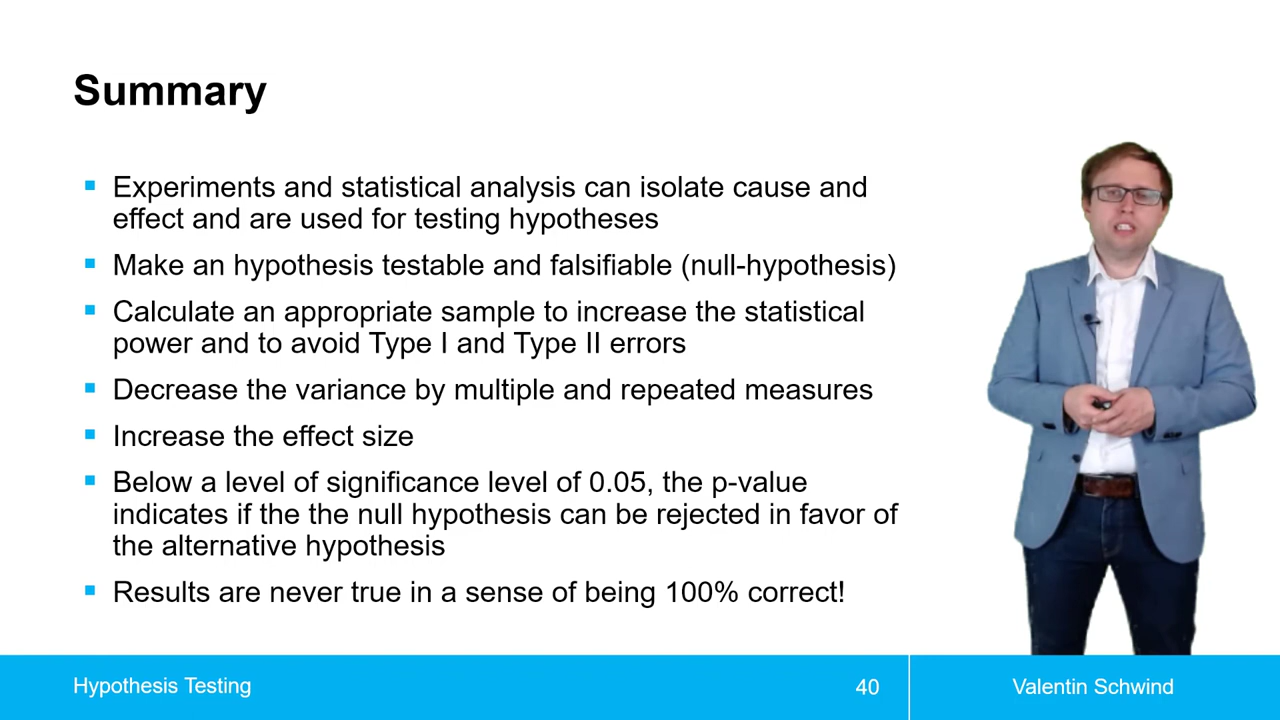 Summary
Experiments and statistical analysis can isolate cause and
effect and are used for testing hypotheses
Make an hypothesis testable and falsifiable (null-hypothesis)
Calculate an appropriate sample to increase the statistical
power and to avoid Type I and Type II errors
Decrease the variance by multiple and repeated measures
Increase the effect size
Below a level of significance level of 0.05, the p-value
indicates if the the null hypothesis can be rejected in favor of
the alternative hypothesis
Results are never true in a sense of being 100% correct!
Hypothesis Testing
40
Valentin Schwind